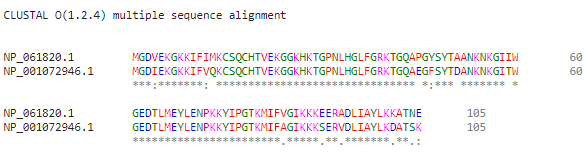 CLUSTAL O(1.2.4) multiple sequence alignment
NP_061820.1 MGDVEKGKKIFIMKCSQCHTVEKGGKHKTGPNLHGLFGRKTGQAPGYSYTAANKNKGIIW 60
NP_001072946.1 MGDIEKGKKIFVQKCSQCHTVEKGGKHKTGPNLHGLFGRKTGQAEGFSYTDANKNKGITW 60
***:*******: ******************************* *:*** ******* *
NP_061820.1 GEDTLMEYLENPKKYIPGTKMIFVGIKKKEERADLIAYLKKATNE 105
NP_001072946.1 GEDTLMEYLENPKKYIPGTKMIFAGIKKKSERVDLIAYLKDATSK 105
***********************.*****.**.*******.**.: